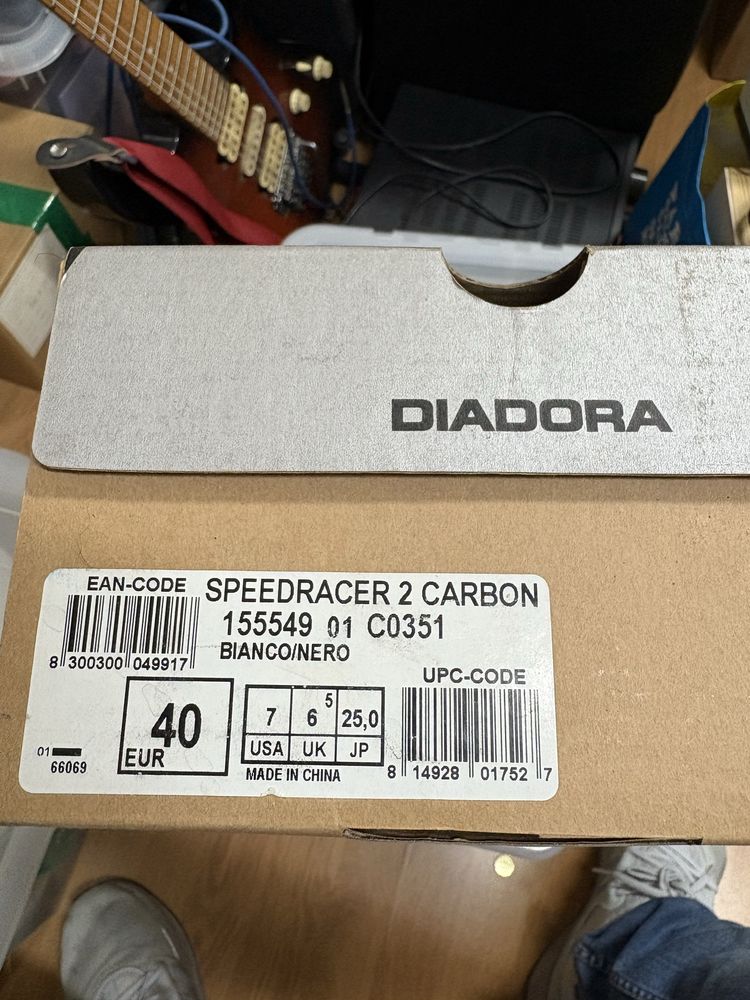 DIADORA
EAN-CODE
SPEEDRACER 2 CARBON
155549 01 C0351
BIANCO/NERO
8 300300 049917
UPC-CODE
40
EUR
7 6 5 25,0
USA UK JP
MADE IN CHINA
8 14928 01752 7
01
66069